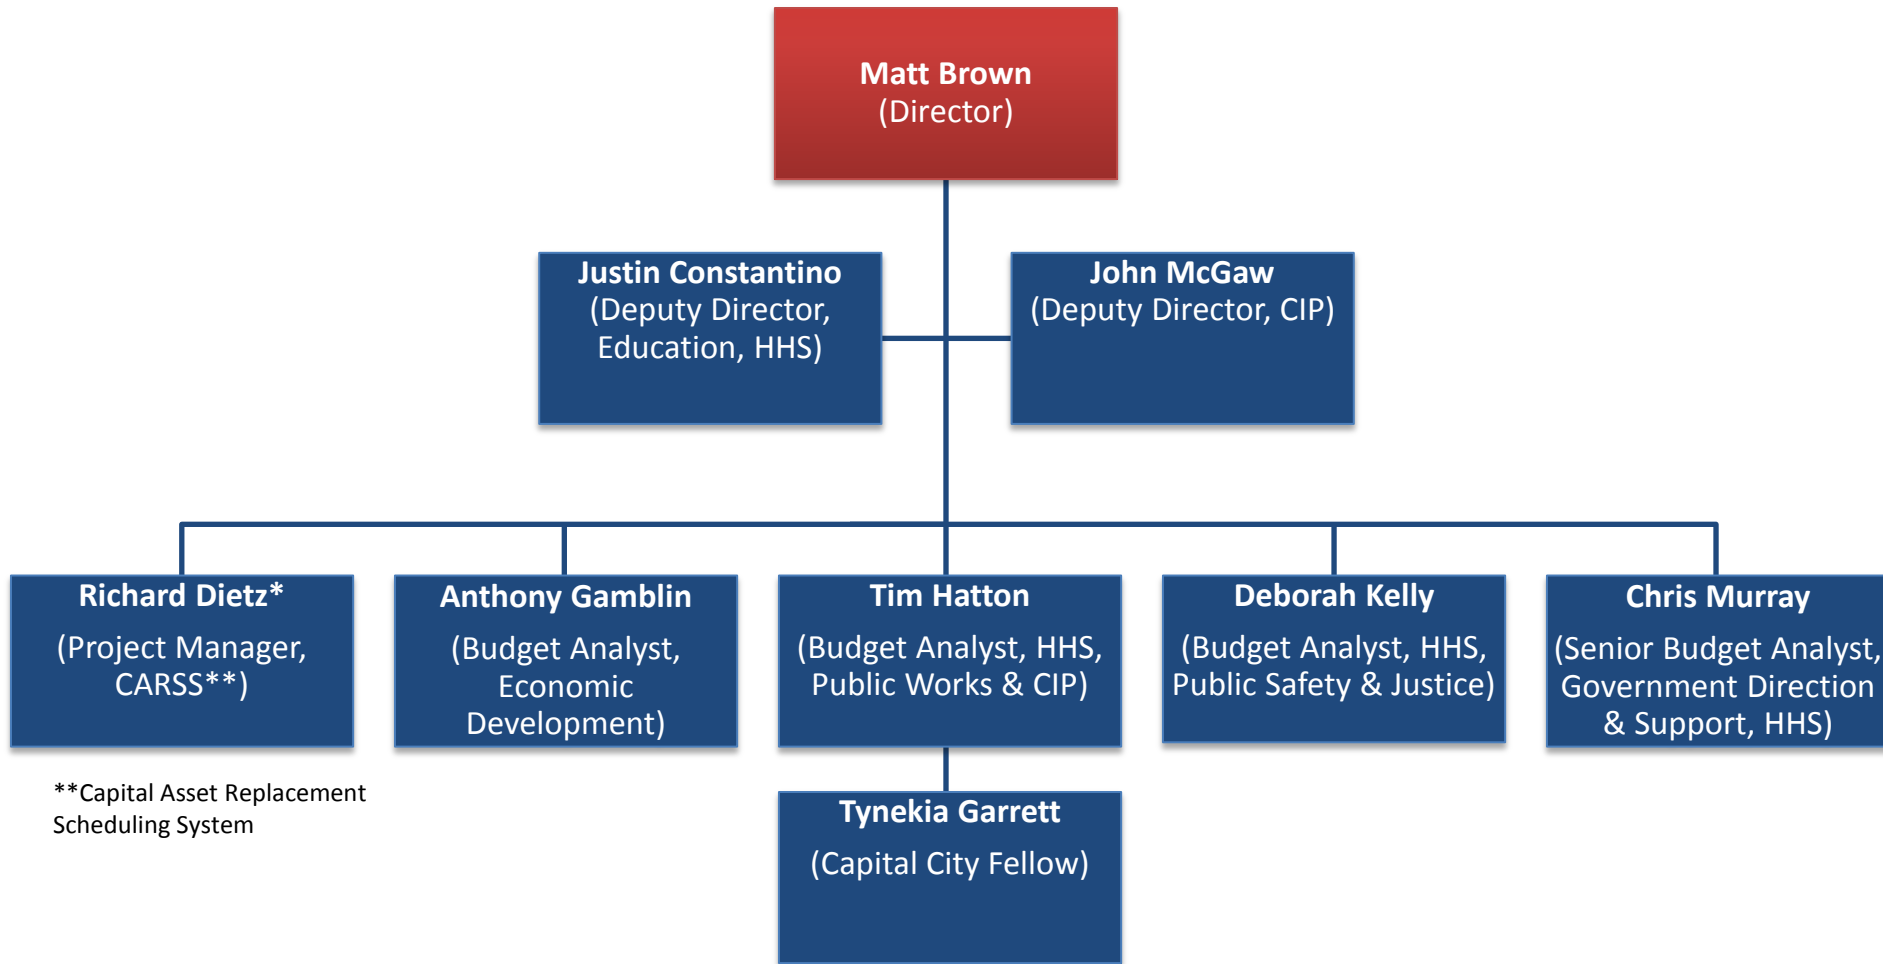 Matt Brown
(Director)
Justin Constantino
(Deputy Director,
Education, HHS)
John McGaw
(Deputy Director, CIP)
Richard Dietz*
(Project Manager,
CARSS**)
Anthony Gamblin
(Budget Analyst,
Economic
Development)
Tim Hatton
(Budget Analyst, HHS,
Public Works & CIP)
Deborah Kelly
(Budget Analyst, HHS,
Public Safety & Justice)
Chris Murray
(Senior Budget Analyst,
Government Direction
& Support, HHS)
**Capital Asset Replacement
Scheduling System
Tynekia Garrett
(Capital City Fellow)